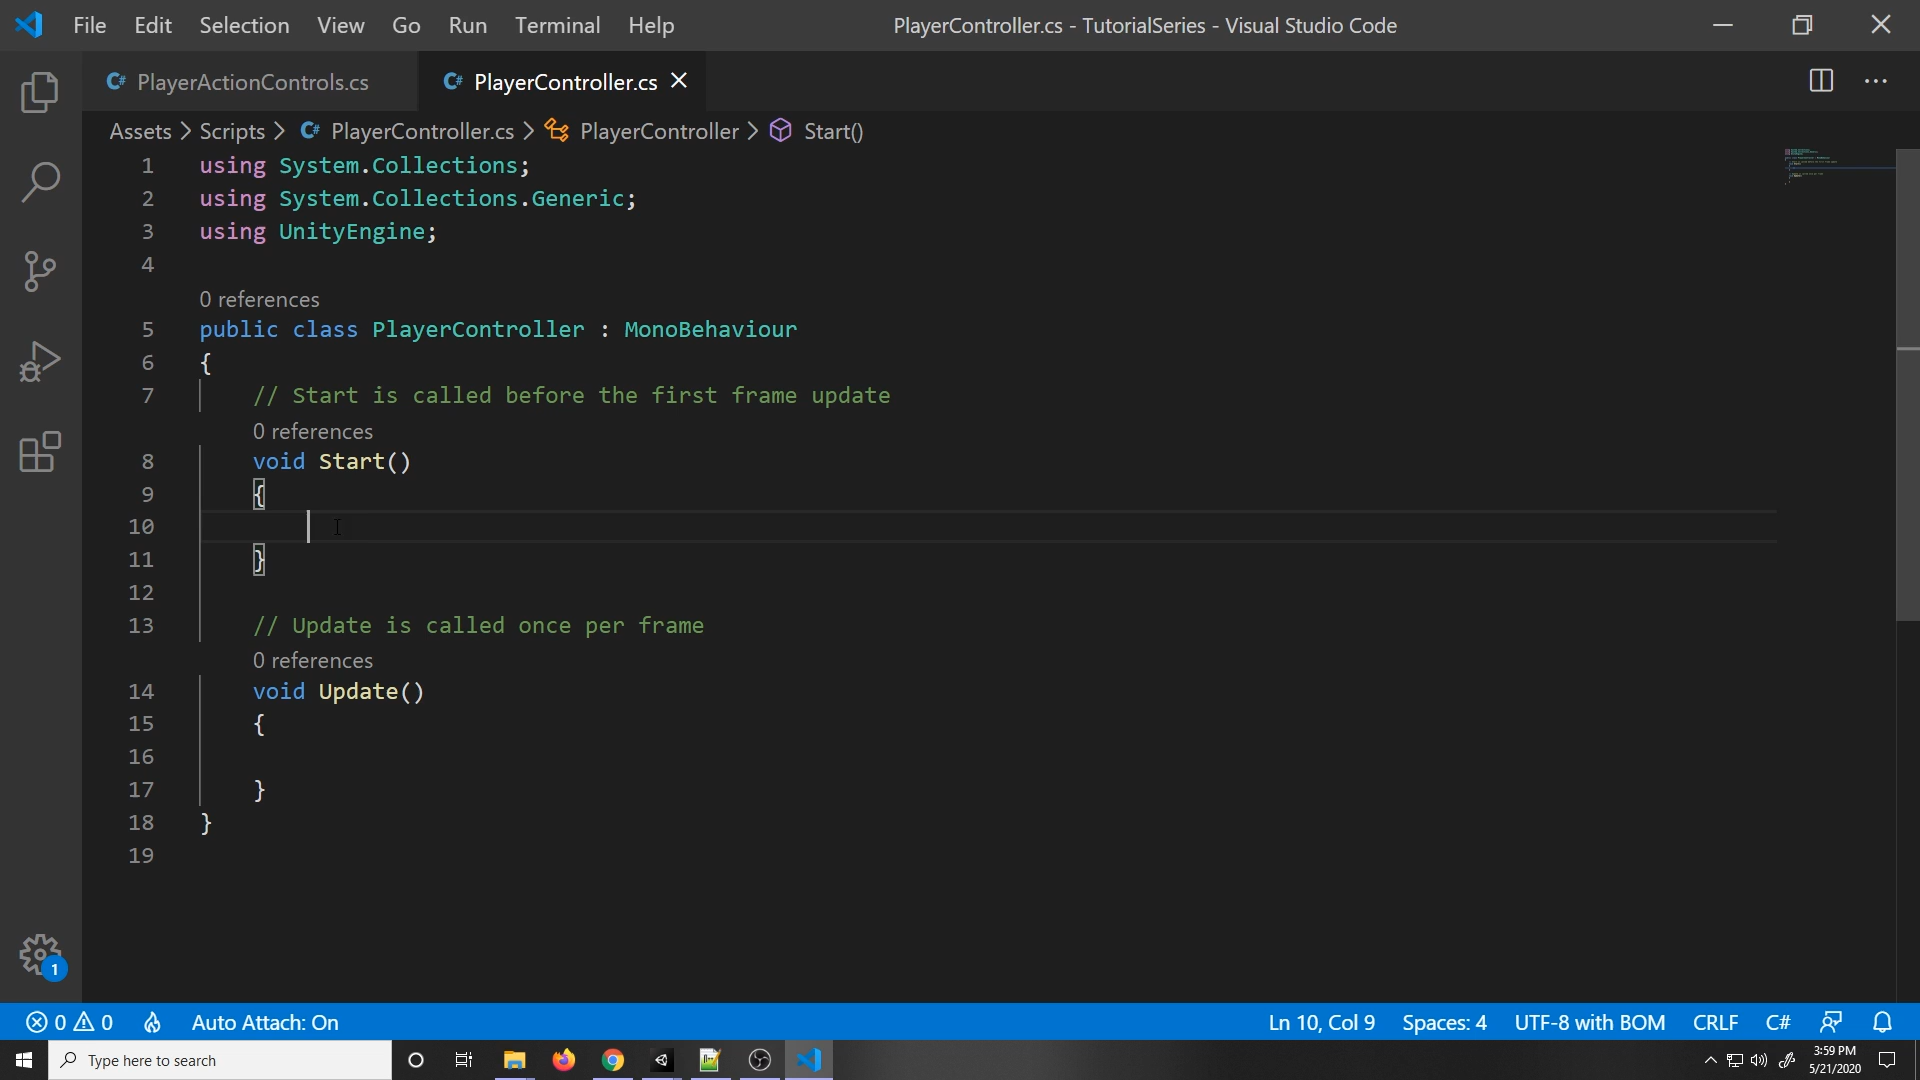 File Edit Selection View Go Run Terminal Help PlayerController.cs - TutorialSeries - Visual Studio Code
C# PlayerActionControls.cs C# PlayerController.cs
Assets > Scripts > C# PlayerController.cs > PlayerController > Start()
1 using System.Collections;
2 using System.Collections.Generic;
3 using UnityEngine;
4
0 references
5 public class PlayerController : MonoBehaviour
6 {
7 // Start is called before the first frame update
0 references
8 void Start()
9 {
10
11 }
12
13 // Update is called once per frame
0 references
14 void Update()
15 {
16
17 }
18 }
19
1
0 0 Auto Attach: On Ln 10, Col 9 Spaces: 4 UTF-8 with BOM CRLF C#
Type here to search 3:59 PM
5/21/2020